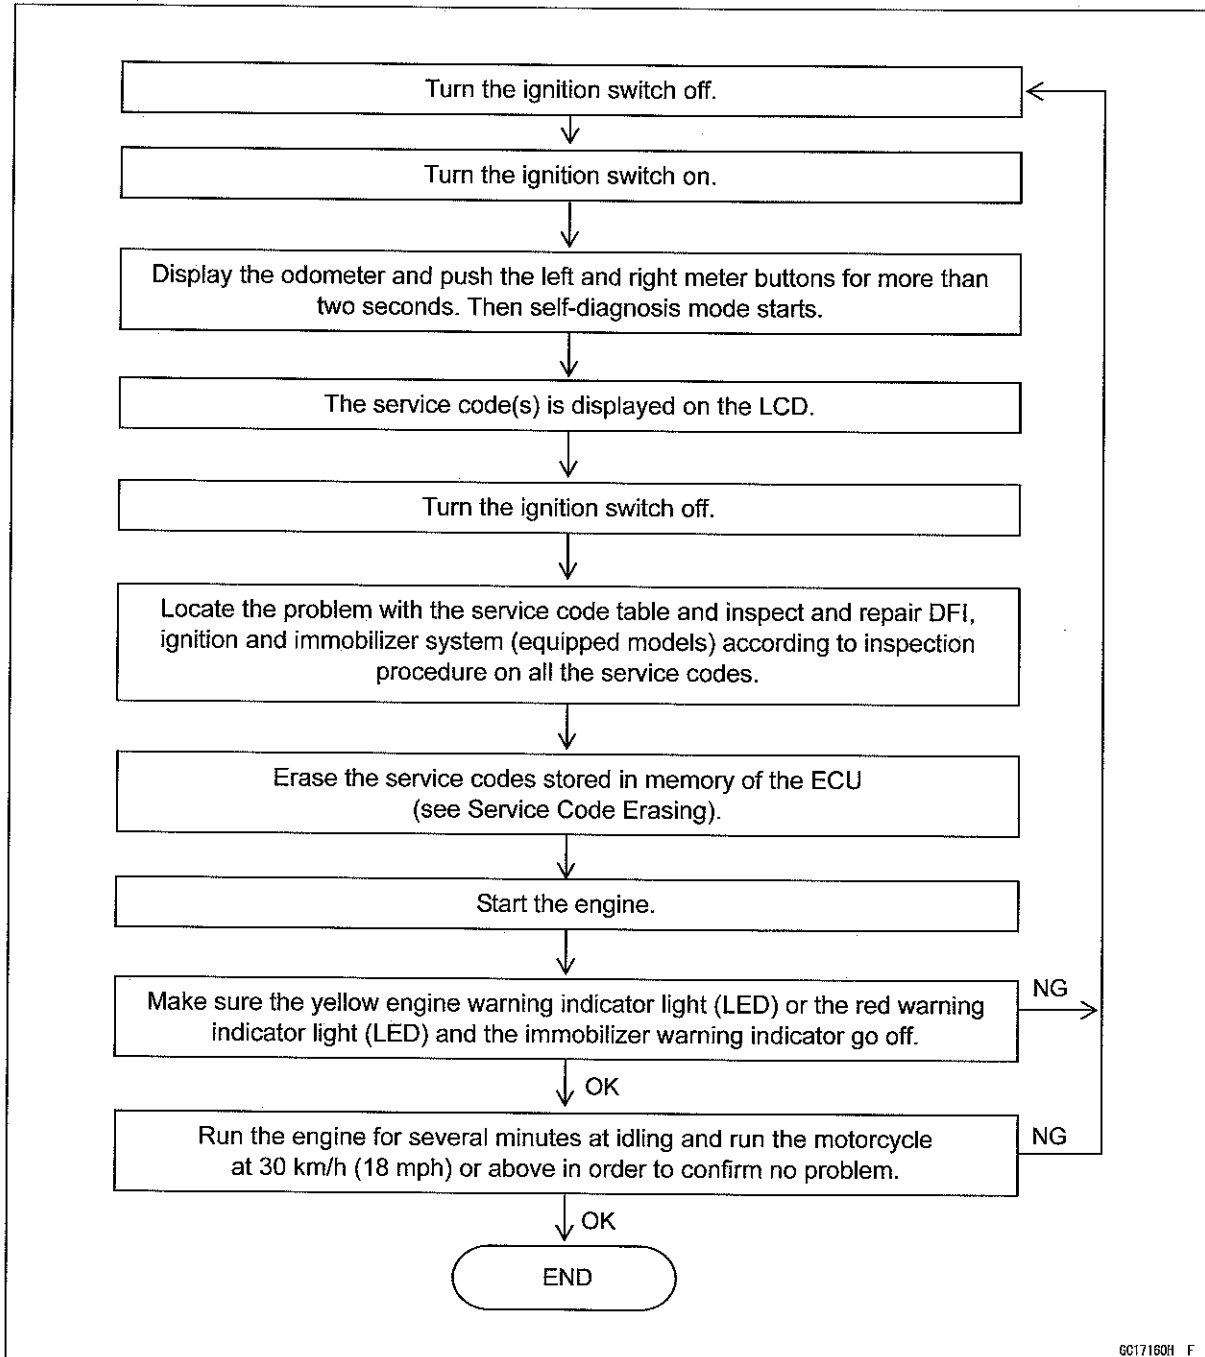 Turn the ignition switch off.
Turn the ignition switch on.
Display the odometer and push the left and right meter buttons for more than
two seconds. Then self-diagnosis mode starts.
The service code(s) is displayed on the LCD.
Turn the ignition switch off.
Locate the problem with the service code table and inspect and repair DFI,
ignition and immobilizer system (equipped models) according to inspection
procedure on all the service codes.
Erase the service codes stored in memory of the ECU
(see Service Code Erasing).
Start the engine.
Make sure the yellow engine warning indicator light (LED) or the red warning
indicator light (LED) and the immobilizer warning indicator go off.
NG
OK
Run the engine for several minutes at idling and run the motorcycle
at 30 km/h (18 mph) or above in order to confirm no problem.
NG
OK
END
GC17160H F